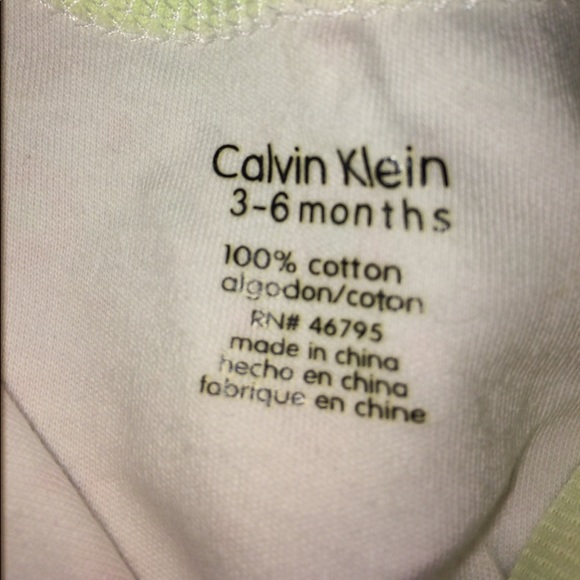 Calvin Klein
3-6 months
100% cotton
algodon/coton
RN# 46795
made in china
hecho en china
fabrique en chine